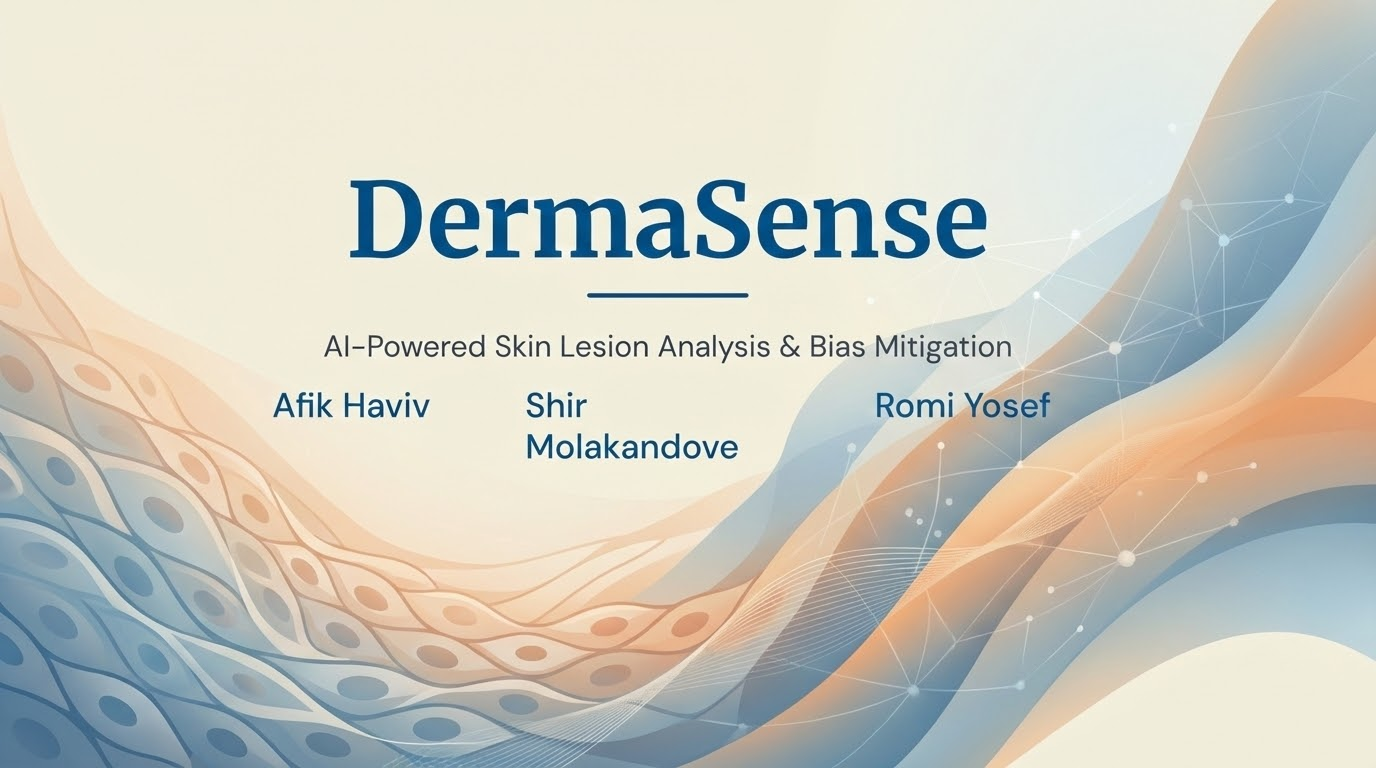 DermaSense
AI-Powered Skin Lesion Analysis & Bias Mitigation
Afik Haviv
Shir
Molakandove
Romi Yosef